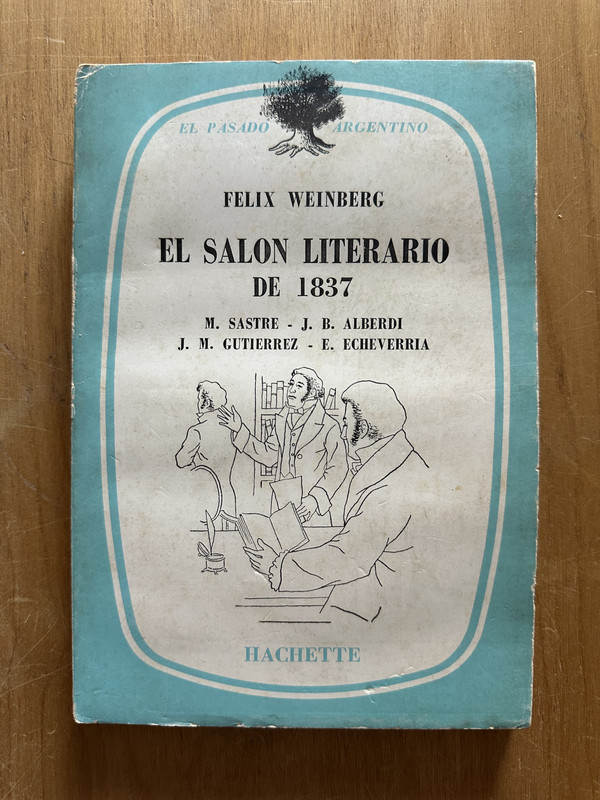 EL PASADO ARGENTINO
FELIX WEINBERG
EL SALON LITERARIO
DE 1837
M. SASTRE - J. B. ALBERDI
J. M. GUTIERREZ - E. ECHEVERRIA
HACHETTE